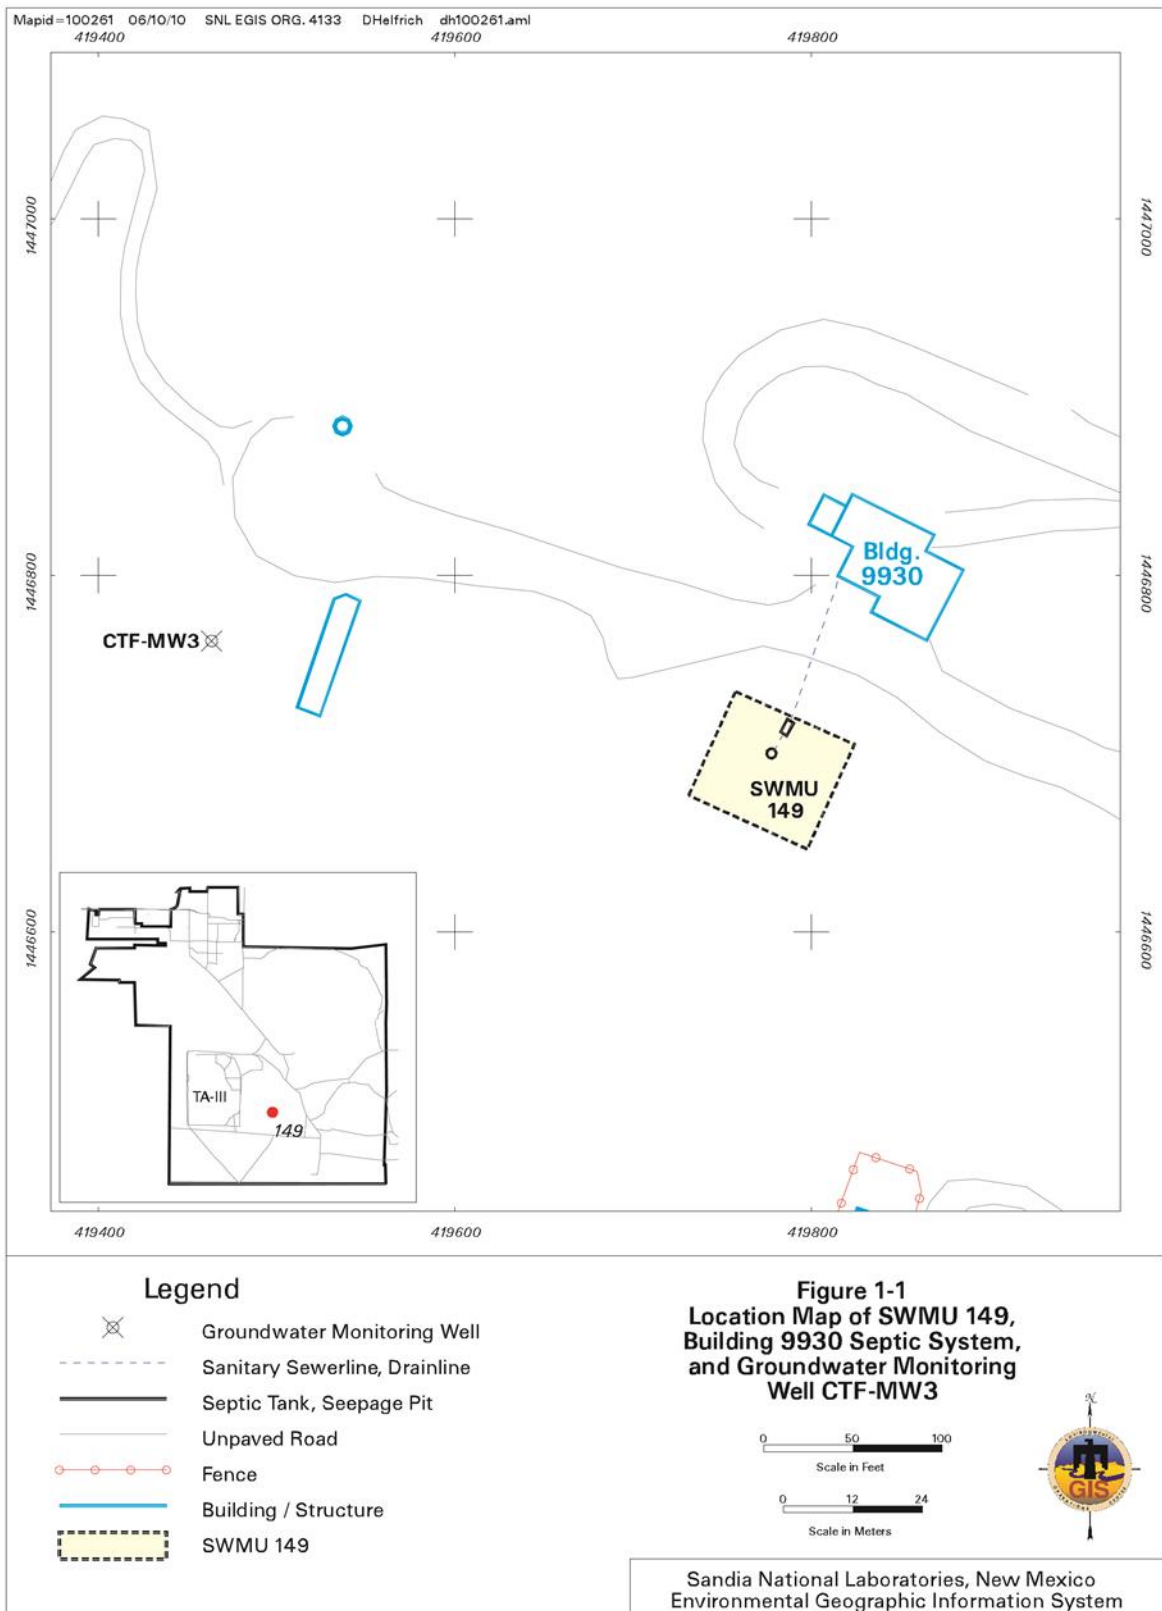 Mapid=100261 06/10/10 SNL EGIS ORG. 4133 DHelfrich dh100261.aml
419400 419600 419800
1447000 1447000
Bldg.
9930
1446800 1446800
CTF-MW3
SWMU
149
1446600 1446600
TA-III
149
419400 419600 419800
Legend
Groundwater Monitoring Well
Sanitary Sewerline, Drainline
Septic Tank, Seepage Pit
Unpaved Road
Fence
Building / Structure
SWMU 149
Figure 1-1
Location Map of SWMU 149,
Building 9930 Septic System,
and Groundwater Monitoring
Well CTF-MW3
0 50 100
Scale in Feet
0 12 24
Scale in Meters
N
GIS
Sandia National Laboratories, New Mexico
Environmental Geographic Information System